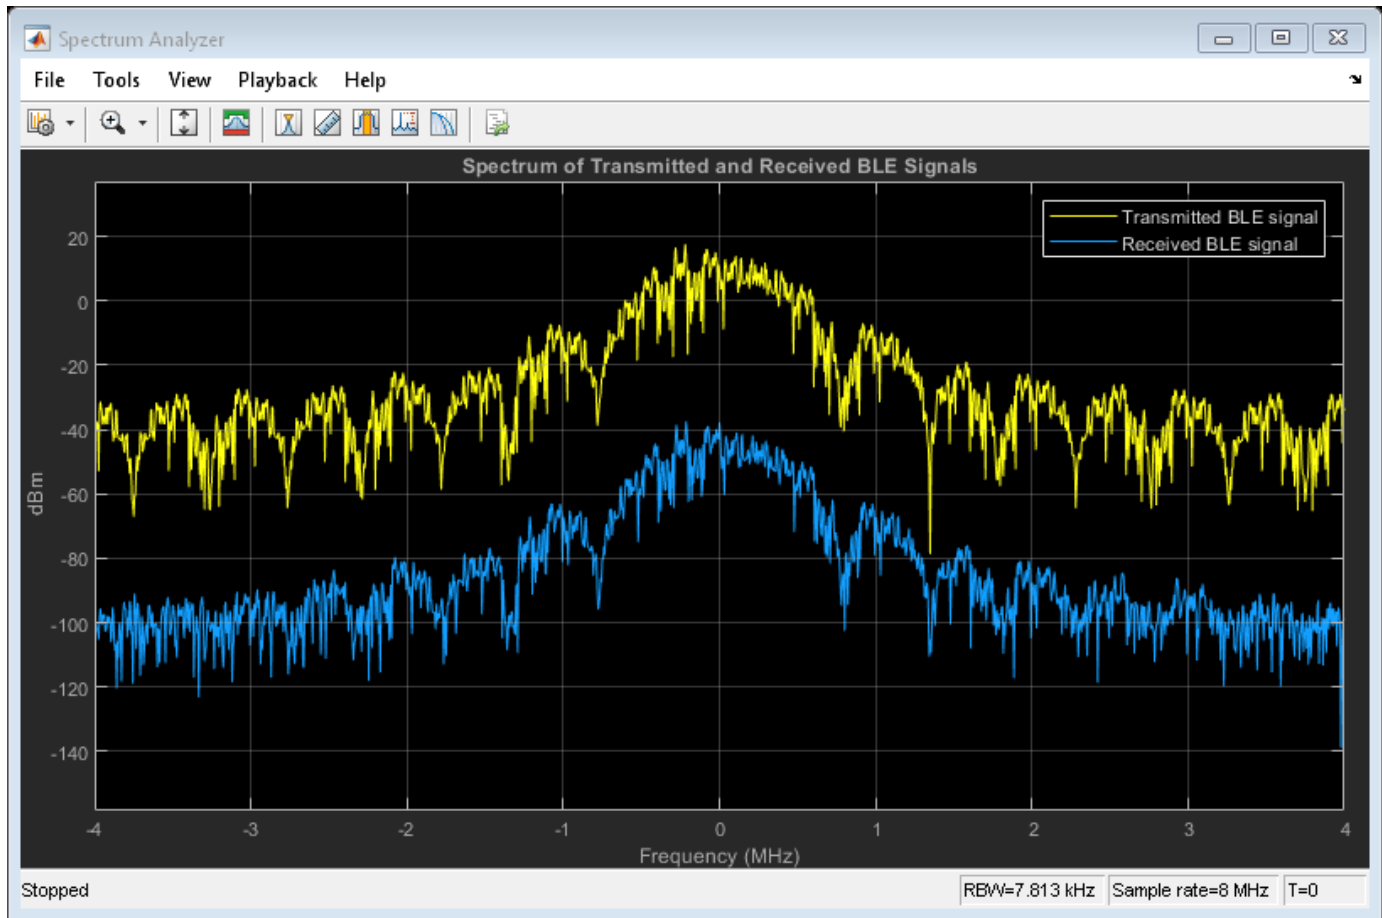 Spectrum Analyzer
File Tools View Playback Help
Spectrum of Transmitted and Received BLE Signals
Transmitted BLE signal
Received BLE signal
20
0
-20
-40
-60
-80
-100
-120
-140
dBm
-4 -3 -2 -1 0 1 2 3 4
Frequency (MHz)
Stopped RBW=7.813 kHz Sample rate=8 MHz T=0